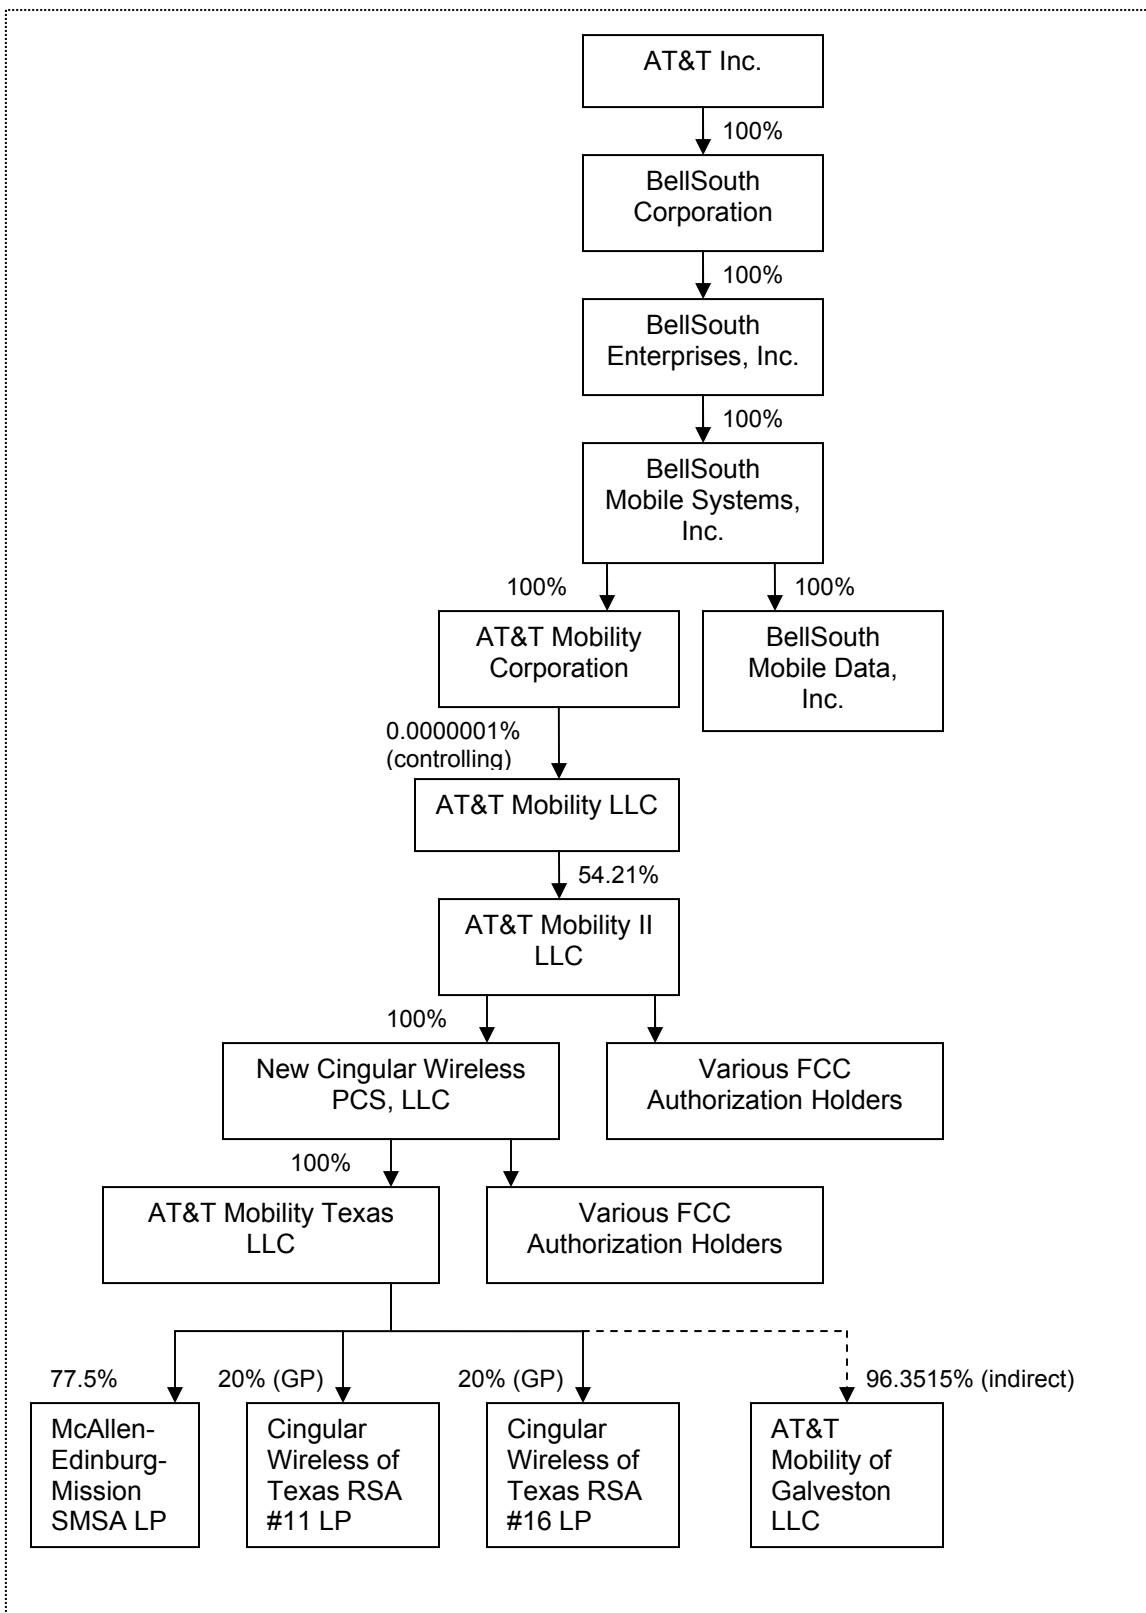 AT&T Inc.
100%
BellSouth
Corporation
100%
BellSouth
Enterprises, Inc.
100%
BellSouth
Mobile Systems,
Inc.
100%
100%
AT&T Mobility
Corporation
BellSouth
Mobile Data,
Inc.
0.0000001%
(controlling)
AT&T Mobility LLC
54.21%
AT&T Mobility II
LLC
100%
New Cingular Wireless
PCS, LLC
Various FCC
Authorization Holders
100%
AT&T Mobility Texas
LLC
Various FCC
Authorization Holders
77.5%
20% (GP)
20% (GP)
96.3515% (indirect)
McAllen-
Edinburg-
Mission
SMSA LP
Cingular
Wireless of
Texas RSA
#11 LP
Cingular
Wireless of
Texas RSA
#16 LP
AT&T
Mobility of
Galveston
LLC